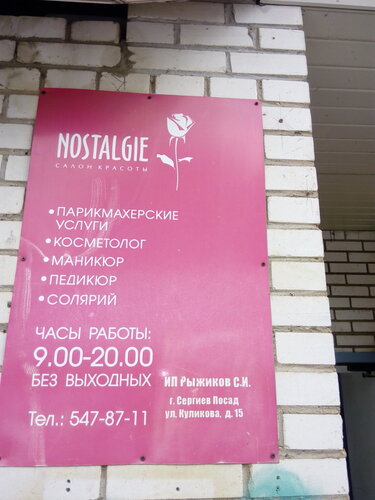 NOSTALGIE
САЛОН КРАСОТЫ
• ПАРИКМАХЕРСКИЕ
УСЛУГИ
• КОСМЕТОЛОГ
• МАНИКЮР
• ПЕДИКЮР
• СОЛЯРИЙ
ЧАСЫ РАБОТЫ:
9.00-20.00
БЕЗ ВЫХОДНЫХ
Тел.: 547-87-11
ИП Рыжиков С.И.
г. Сергиев Посад
ул. Куликова, д. 15